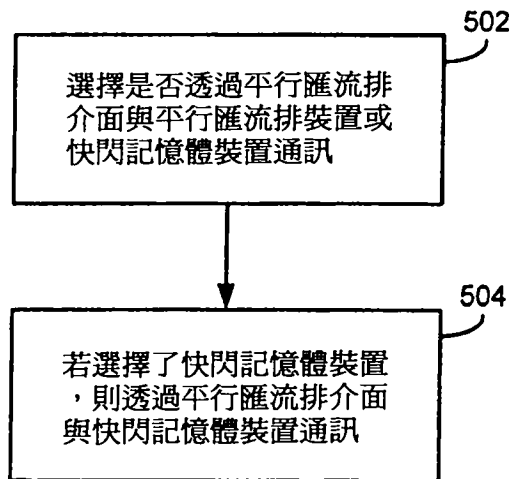 502
選擇是否透過平行匯流排
介面與平行匯流排裝置或
快閃記憶體裝置通訊
504
若選擇了快閃記憶體裝置
，則透過平行匯流排介面
與快閃記憶體裝置通訊